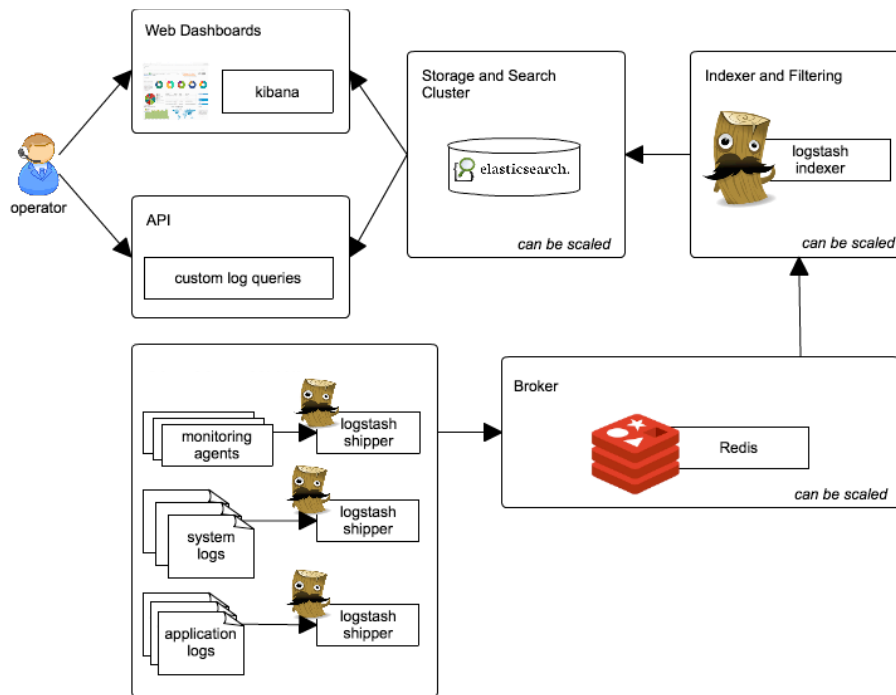 Web Dashboards
kibana
operator
API
custom log queries
Storage and Search
Cluster
elasticsearch.
can be scaled
Indexer and Filtering
logstash
indexer
can be scaled
monitoring
agents
logstash
shipper
system
logs
logstash
shipper
application
logs
logstash
shipper
Broker
Redis
can be scaled